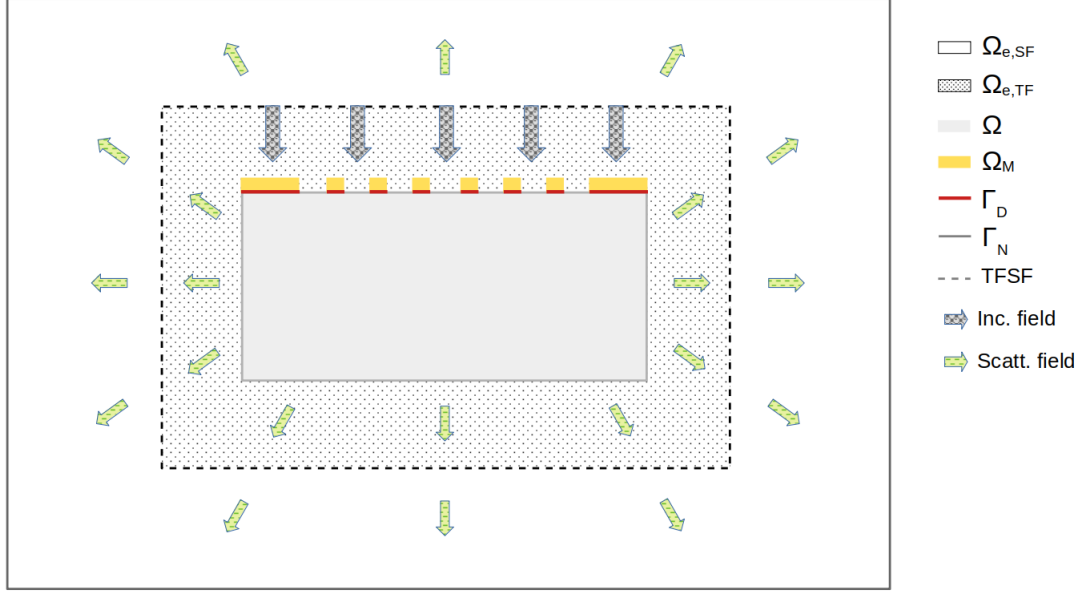 Ωe,SF
Ωe,TF
Ω
ΩM
ΓD
ΓN
TFSF
Inc. field
Scatt. field